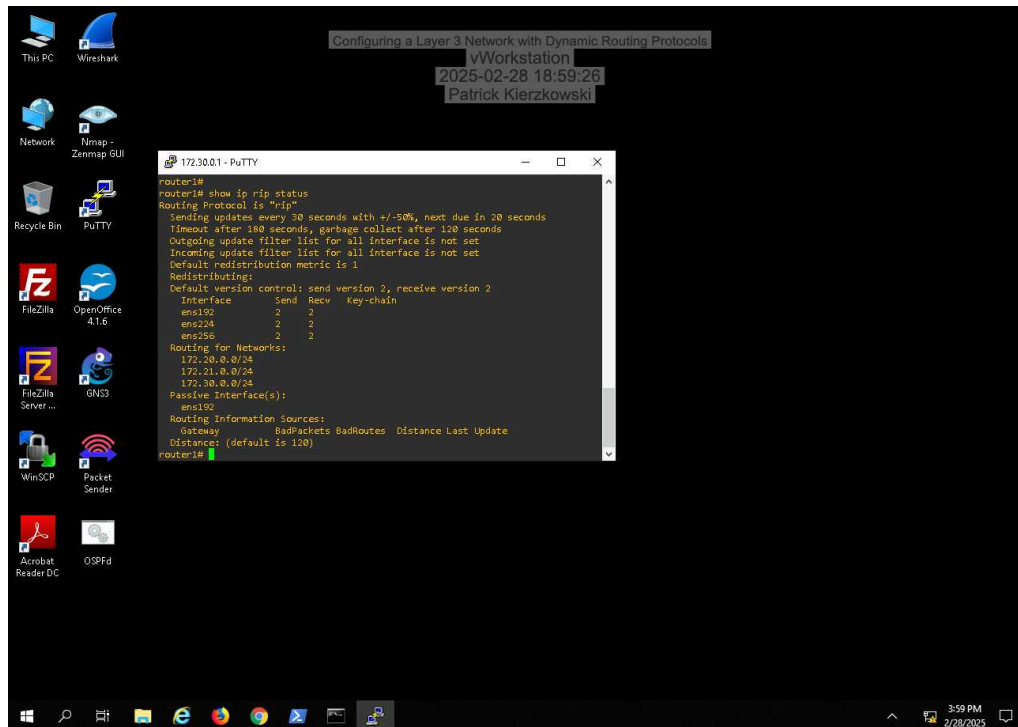 Configuring a Layer 3 Network with Dynamic Routing Protocols
vWorkstation
2025-02-28 18:59:26
Patrick Kierzkowski
This PC
Wireshark
Network
Nmap -
Zenmap GUI
Recycle Bin
PuTTY
FileZilla
OpenOffice
4.1.6
FileZilla
Server ...
GNS3
WinSCP
Packet
Sender
Acrobat
Reader DC
OSPFd
172.30.0.1 - PuTTY
router1#
router1# show ip rip status
Routing Protocol is "rip"
  Sending updates every 30 seconds with +/-50%, next due in 20 seconds
  Timeout after 180 seconds, garbage collect after 120 seconds
  Outgoing update filter list for all interface is not set
  Incoming update filter list for all interface is not set
  Default redistribution metric is 1
  Redistributing:
  Default version control: send version 2, receive version 2
    Interface        Send  Recv   Key-chain
    ens192           2     2
    ens224           2     2
    ens256           2     2
  Routing for Networks:
    172.20.0.0/24
    172.21.0.0/24
    172.30.0.0/24
  Passive Interface(s):
    ens192
  Routing Information Sources:
    Gateway          BadPackets BadRoutes  Distance Last Update
  Distance: (default is 120)
router1#
3:59 PM
2/28/2025